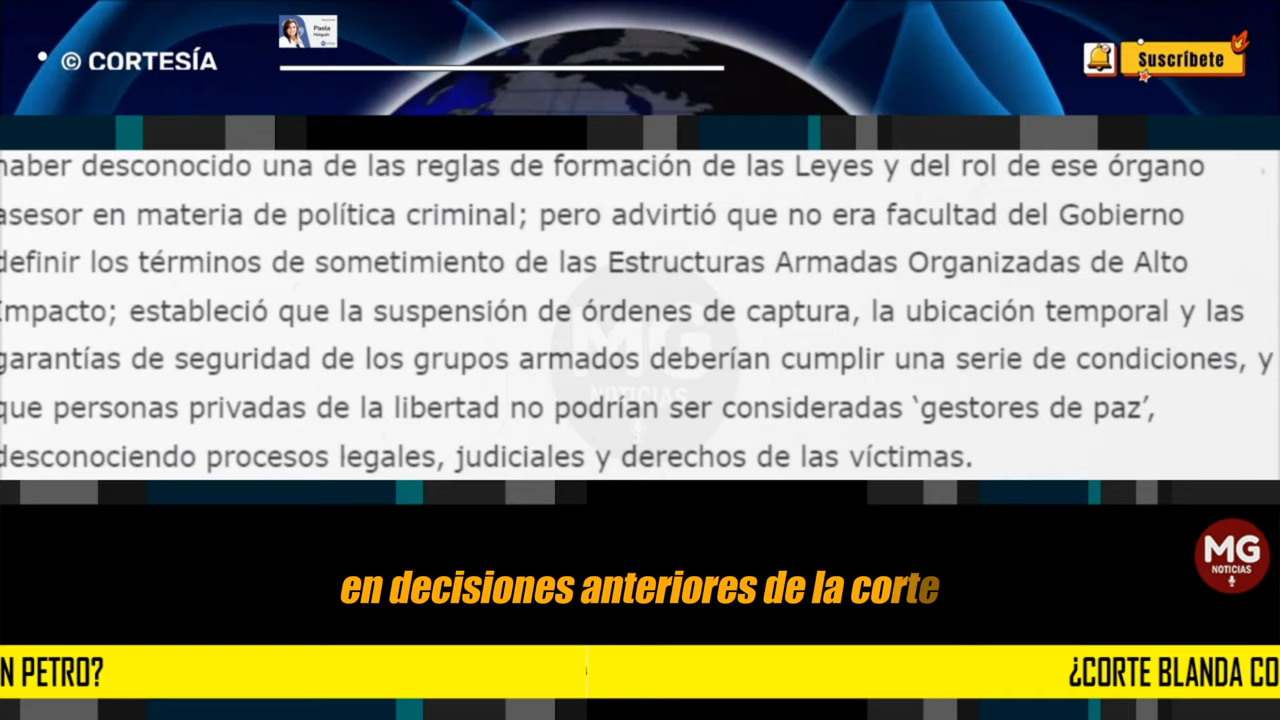 © CORTESÍA
Paola
Holguín
Suscríbete
haber desconocido una de las reglas de formación de las Leyes y del rol de ese órgano
asesor en materia de política criminal; pero advirtió que no era facultad del Gobierno
definir los términos de sometimiento de las Estructuras Armadas Organizadas de Alto
Impacto; estableció que la suspensión de órdenes de captura, la ubicación temporal y las
garantías de seguridad de los grupos armados deberían cumplir una serie de condiciones, y
que personas privadas de la libertad no podrían ser consideradas ‘gestores de paz’,
desconociendo procesos legales, judiciales y derechos de las víctimas.
MG
NOTICIAS
en decisiones anteriores de la corte
MG
NOTICIAS
N PETRO?
¿CORTE BLANDA CO